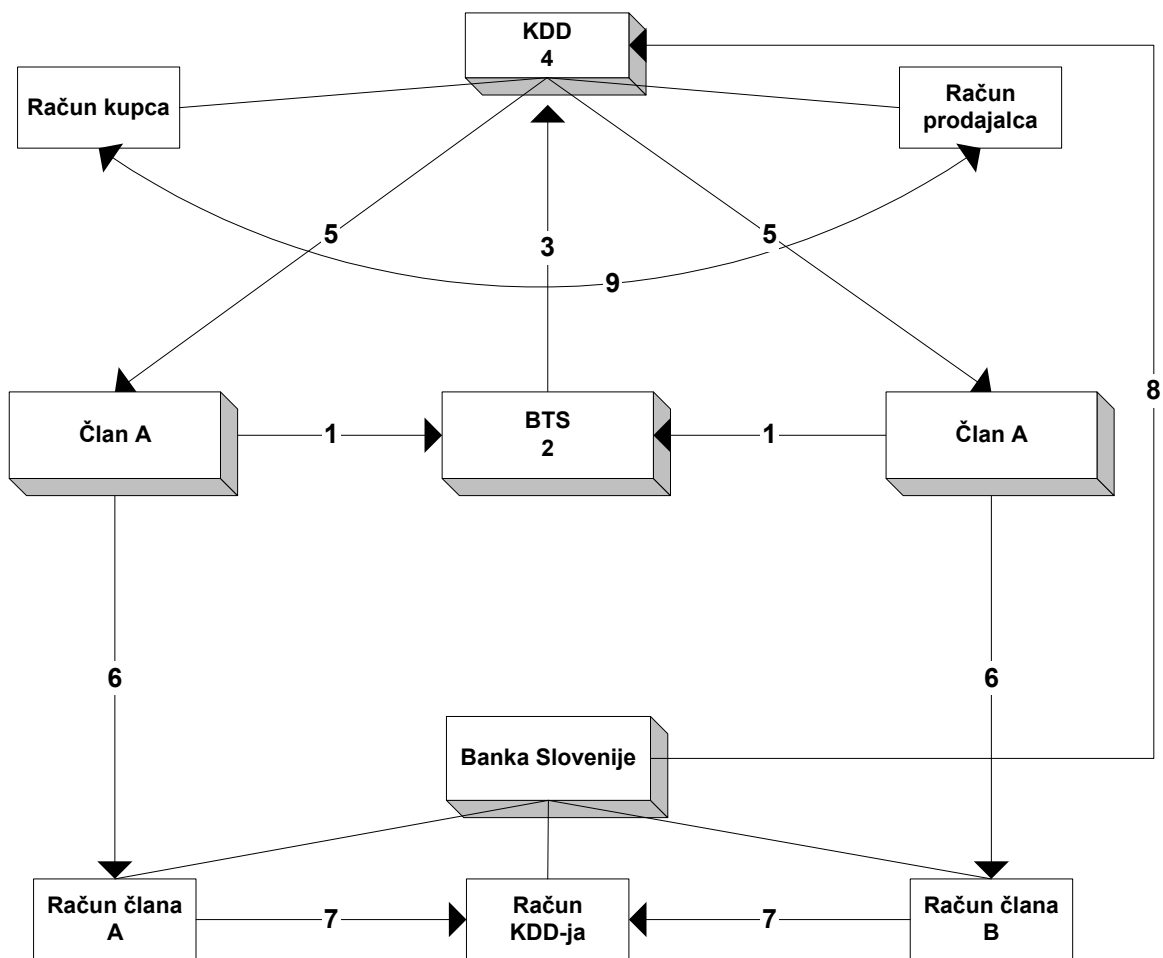 KDD
4
Račun kupca
Račun
prodajalca
5
3
5
9
8
Član A
1
BTS
2
1
Član A
6
6
Banka Slovenije
Račun člana
A
7
Račun
KDD-ja
7
Račun člana
B